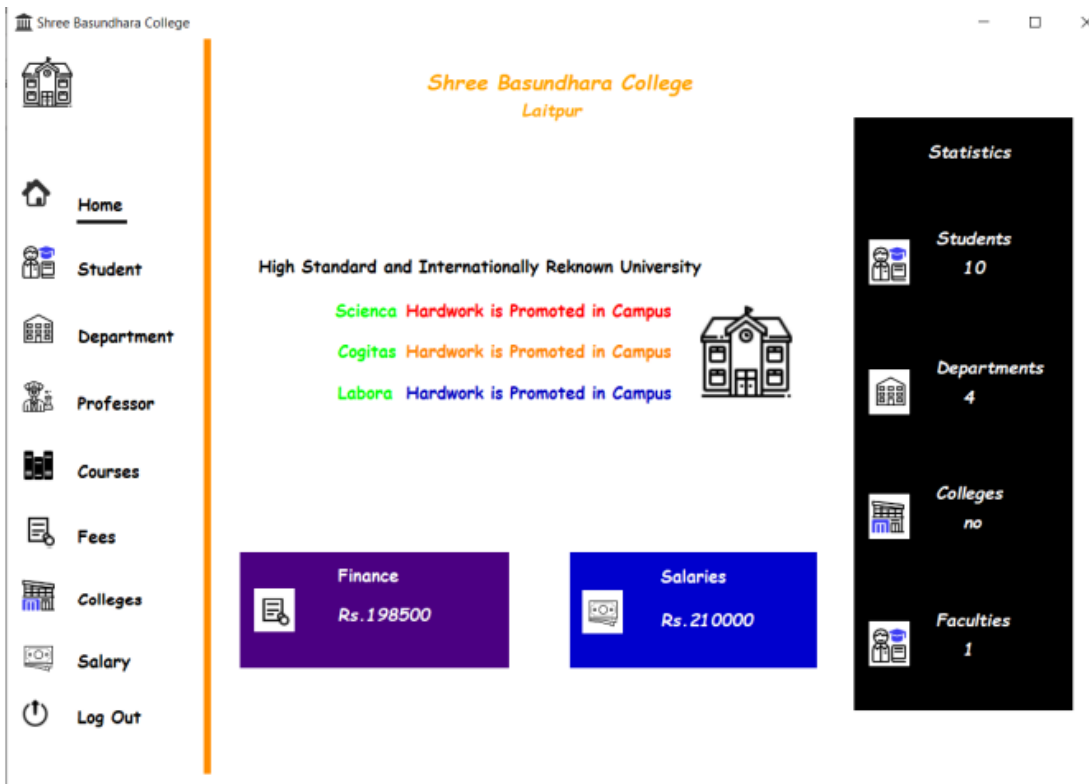 Shree Basundhara College
Shree Basundhara College
Laitpur
Home
Student
Department
Professor
Courses
Fees
Colleges
Salary
Log Out
High Standard and Internationally Reknown University
Scienca Hardwork is Promoted in Campus
Cogitas Hardwork is Promoted in Campus
Labora Hardwork is Promoted in Campus
Finance
Rs.198500
Salaries
Rs.210000
Statistics
Students
10
Departments
4
Colleges
no
Faculties
1